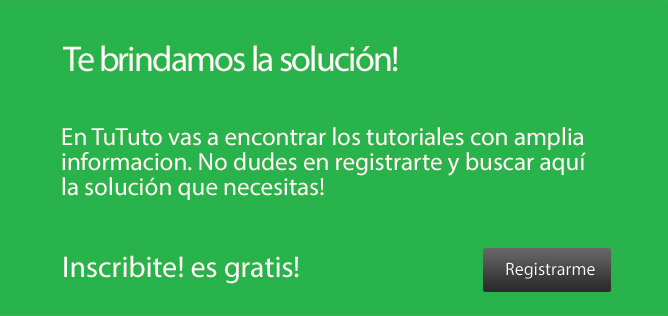 Te brindamos la solución!
En TuTuto vas a encontrar los tutoriales con amplia
informacion. No dudes en registrarte y buscar aquí
la solución que necesitas!
Inscribite! es gratis!
Registrarme